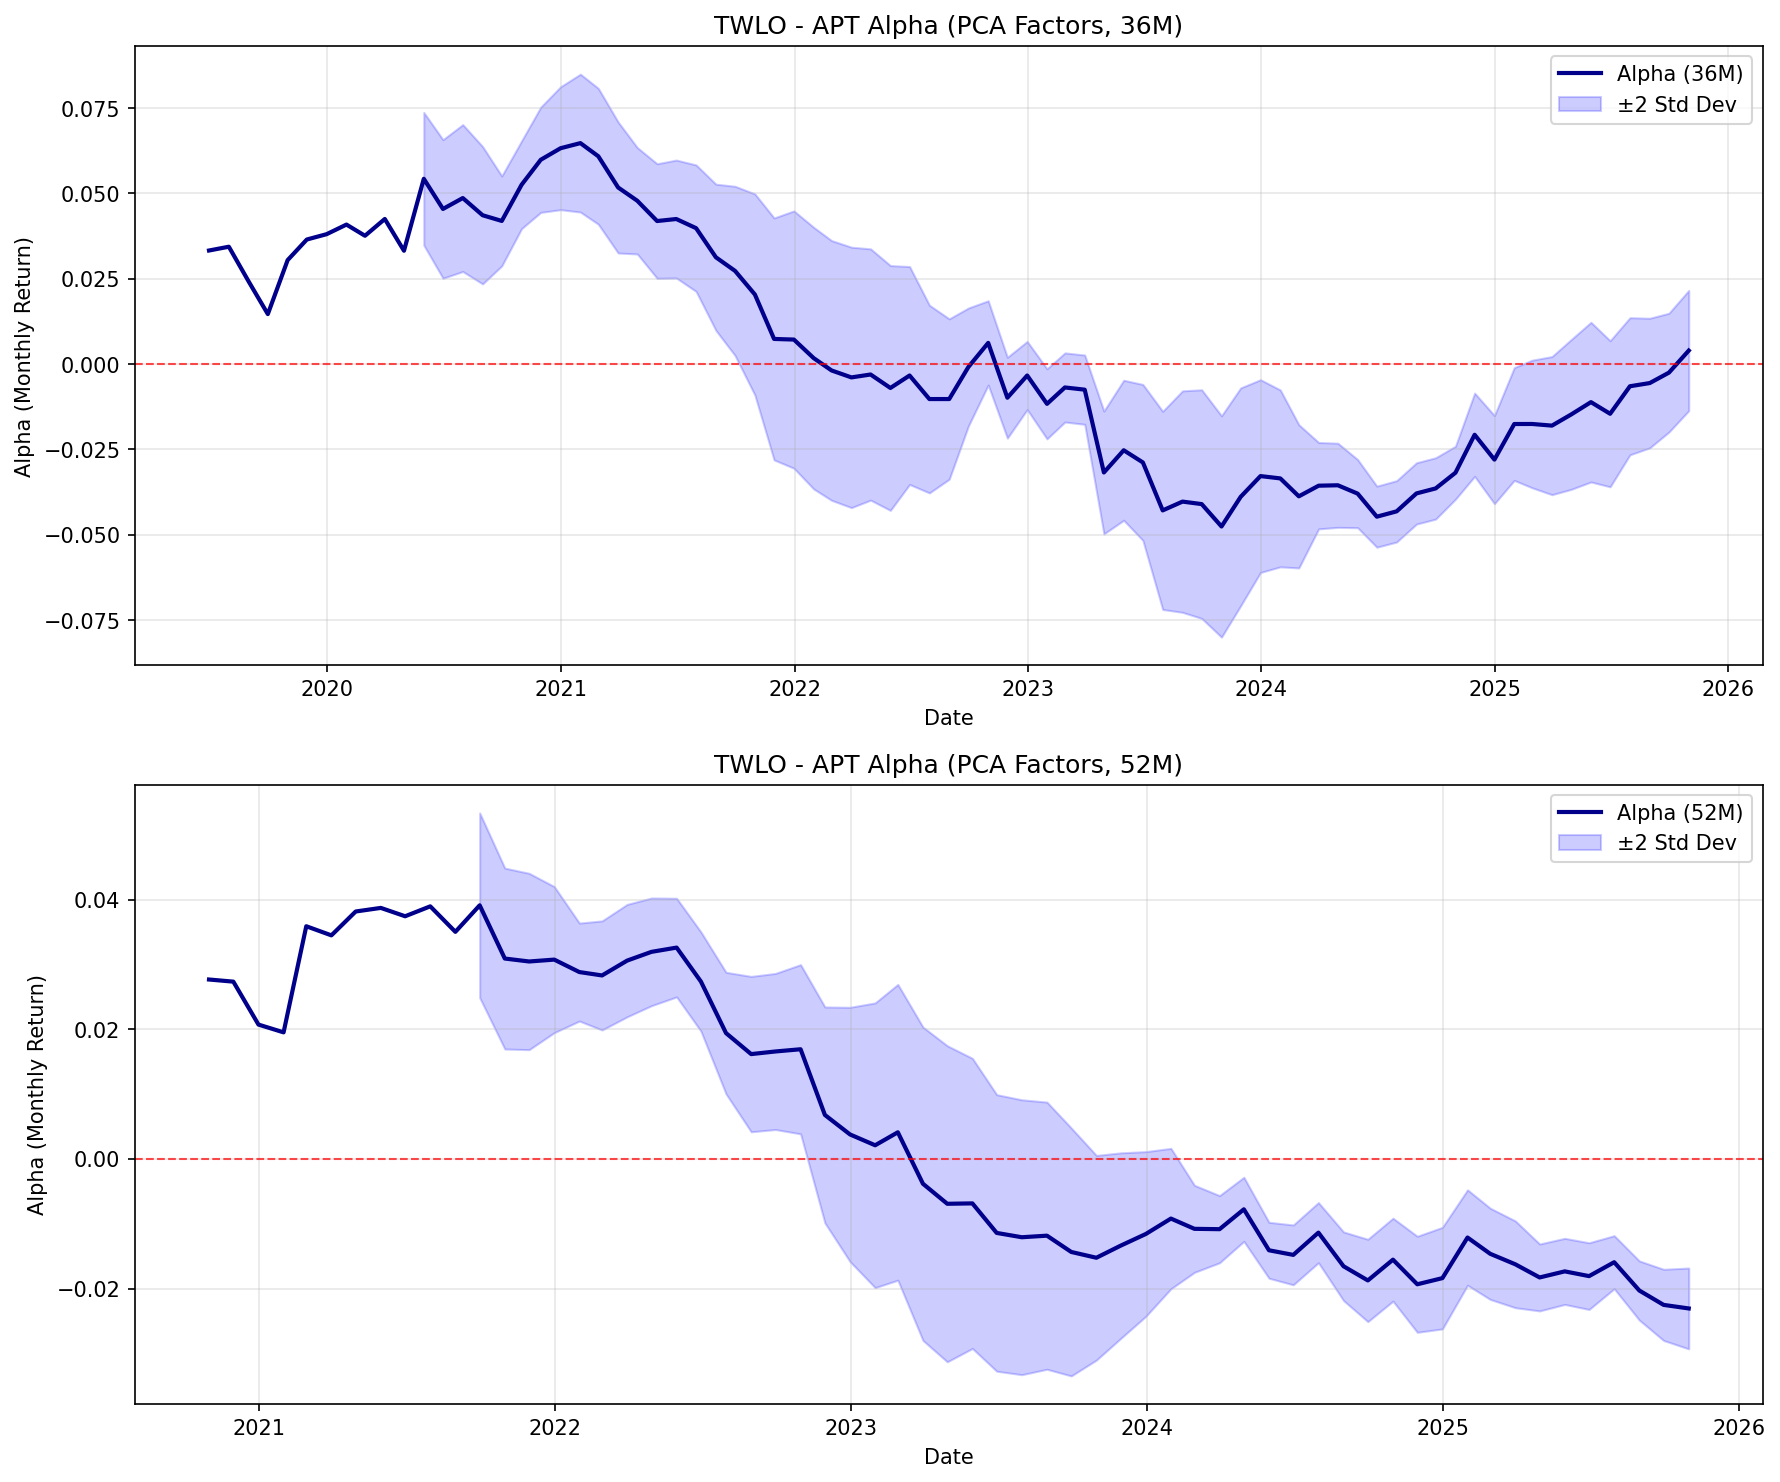 TWLO - APT Alpha (PCA Factors, 36M)
Alpha (36M)
±2 Std Dev
0.075
0.050
0.025
0.000
−0.025
−0.050
−0.075
Alpha (Monthly Return)
2020 2021 2022 2023 2024 2025 2026
Date
TWLO - APT Alpha (PCA Factors, 52M)
Alpha (52M)
±2 Std Dev
0.04
0.02
0.00
−0.02
Alpha (Monthly Return)
2021 2022 2023 2024 2025 2026
Date